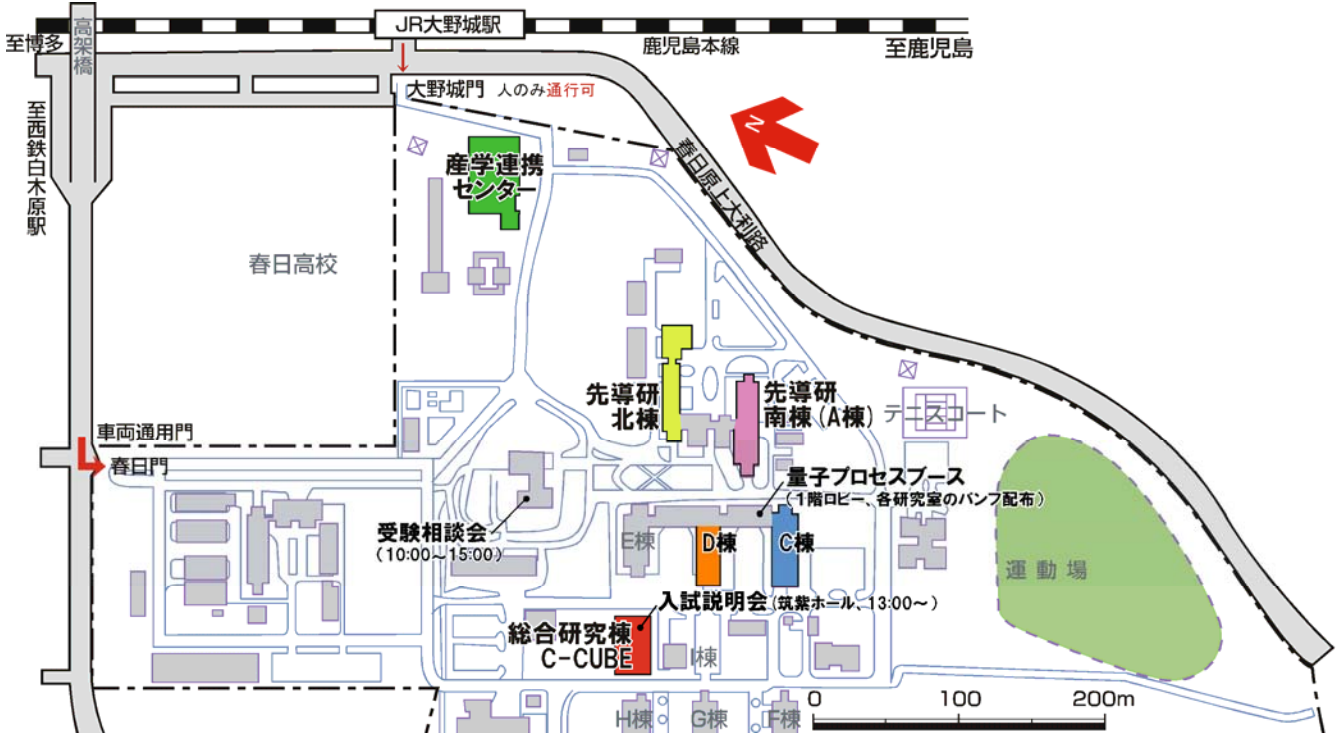 JR大野城駅
至博多
高架橋
鹿児島本線
至鹿児島
大野城門 人のみ通行可
至西鉄白木原駅
N
春日原上大利路
産学連携
センター
春日高校
先導研
北棟
先導研
南棟(A棟)
テニスコート
車両通用門
春日門
量子プロセスブース
(1階ロビー、各研究室のパンフ配布)
受験相談会
(10:00~15:00)
E棟
D棟
C棟
運動場
入試説明会(筑紫ホール、13:00~)
総合研究棟
C-CUBE
I棟
H棟
G棟
F棟
0 100 200m